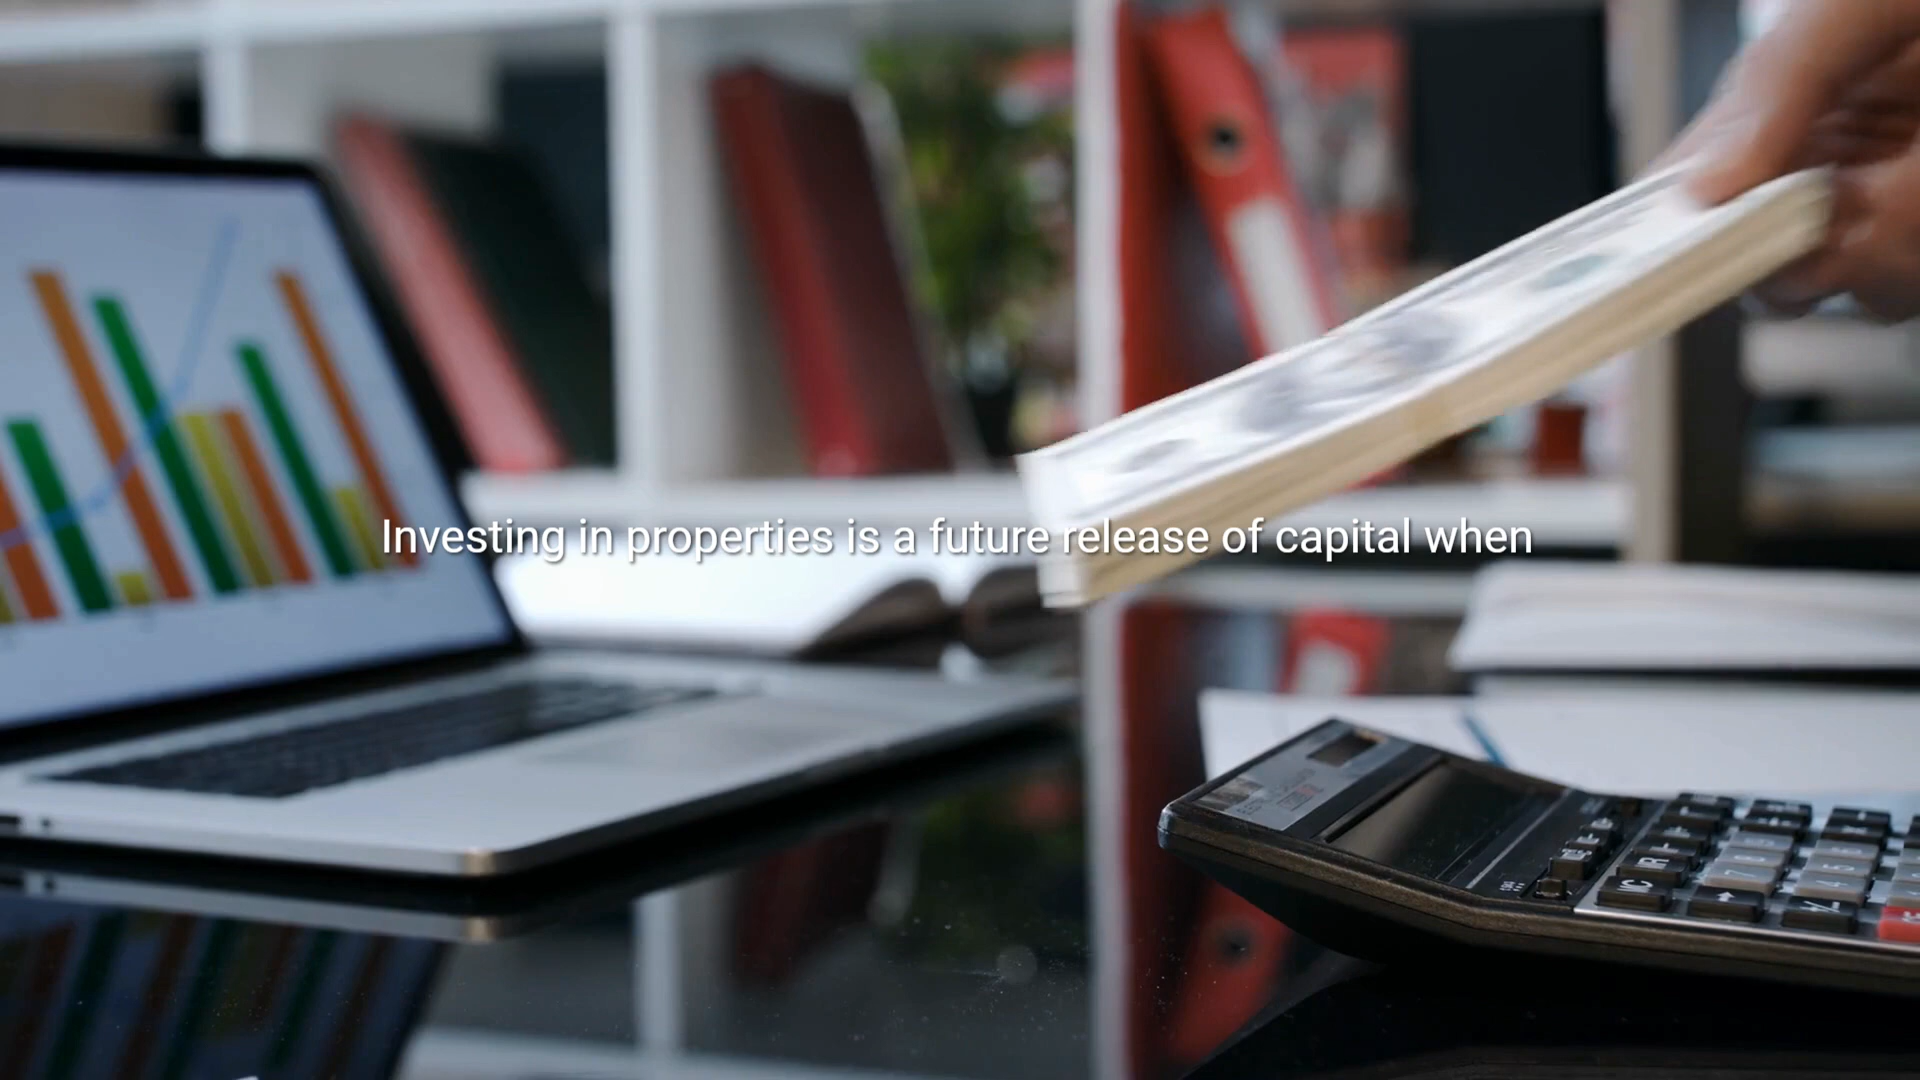 Investing in properties is a future release of capital when